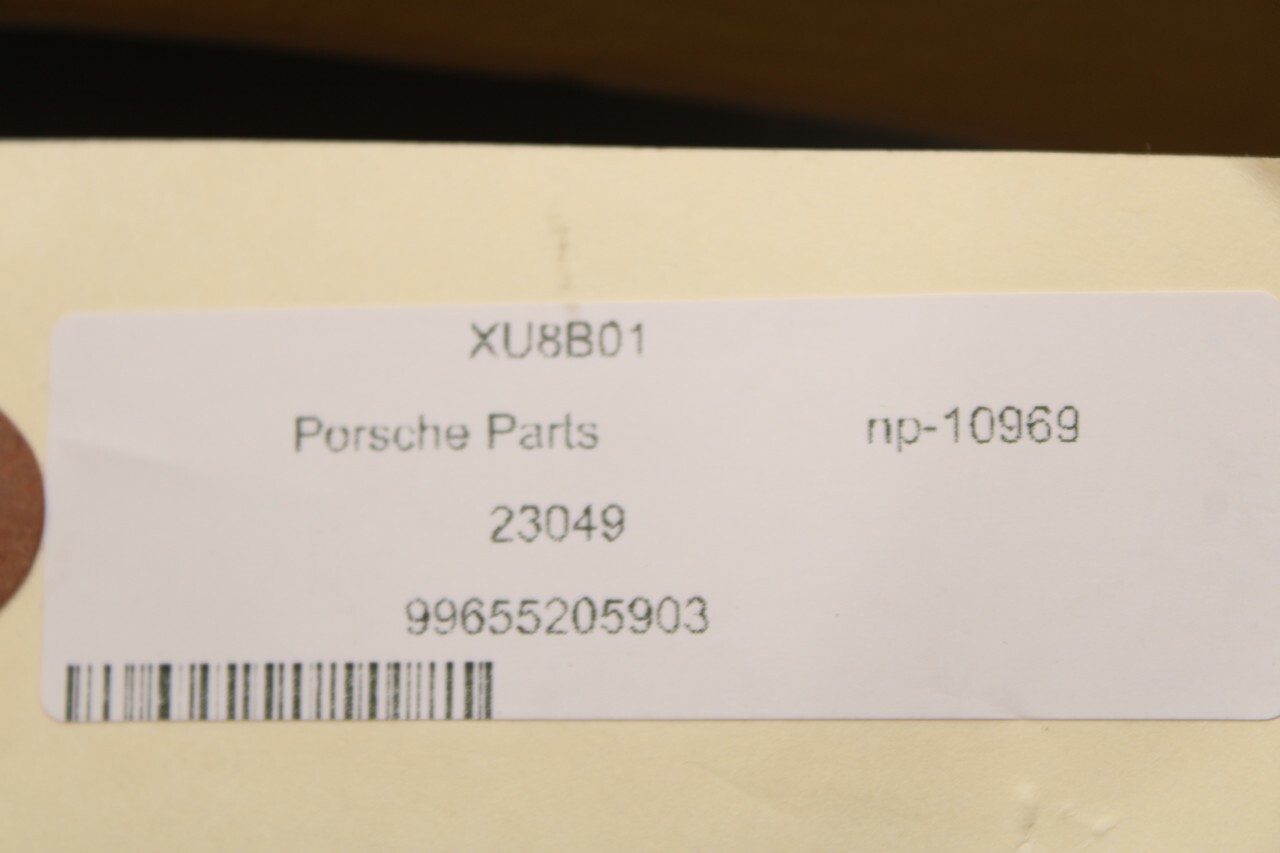 XU8B01
Porsche Parts np-10969
23049
99655205903